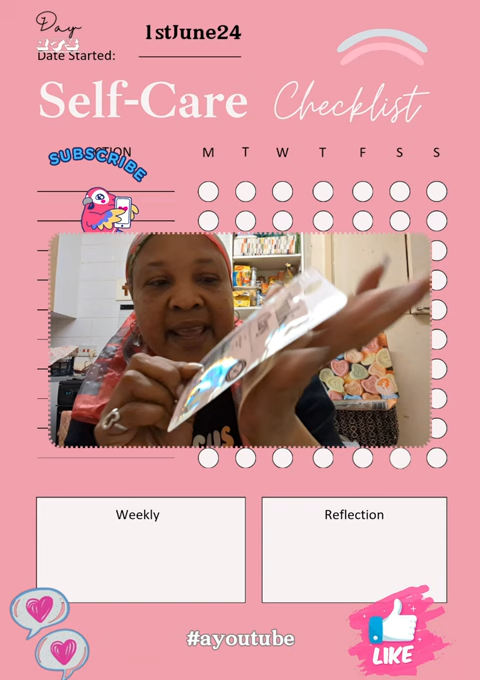 Day
Date Started:
1stJune24
Self-Care Checklist
SUBSCRIBE
M T W T F S S
Weekly
Reflection
#ayoutube
LIKE